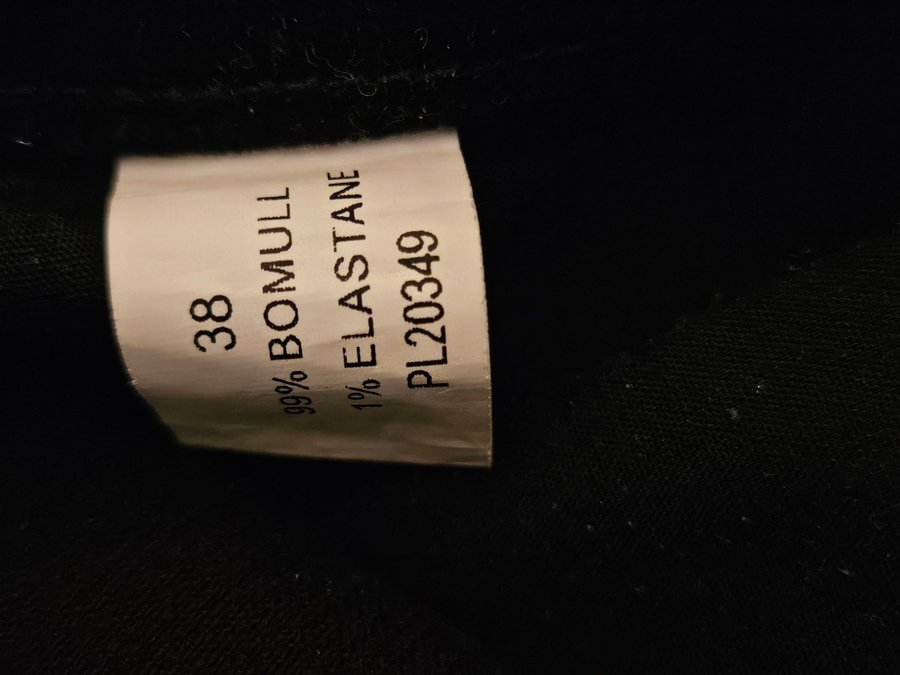 38
99% BOMULL
1% ELASTANE
PL20349